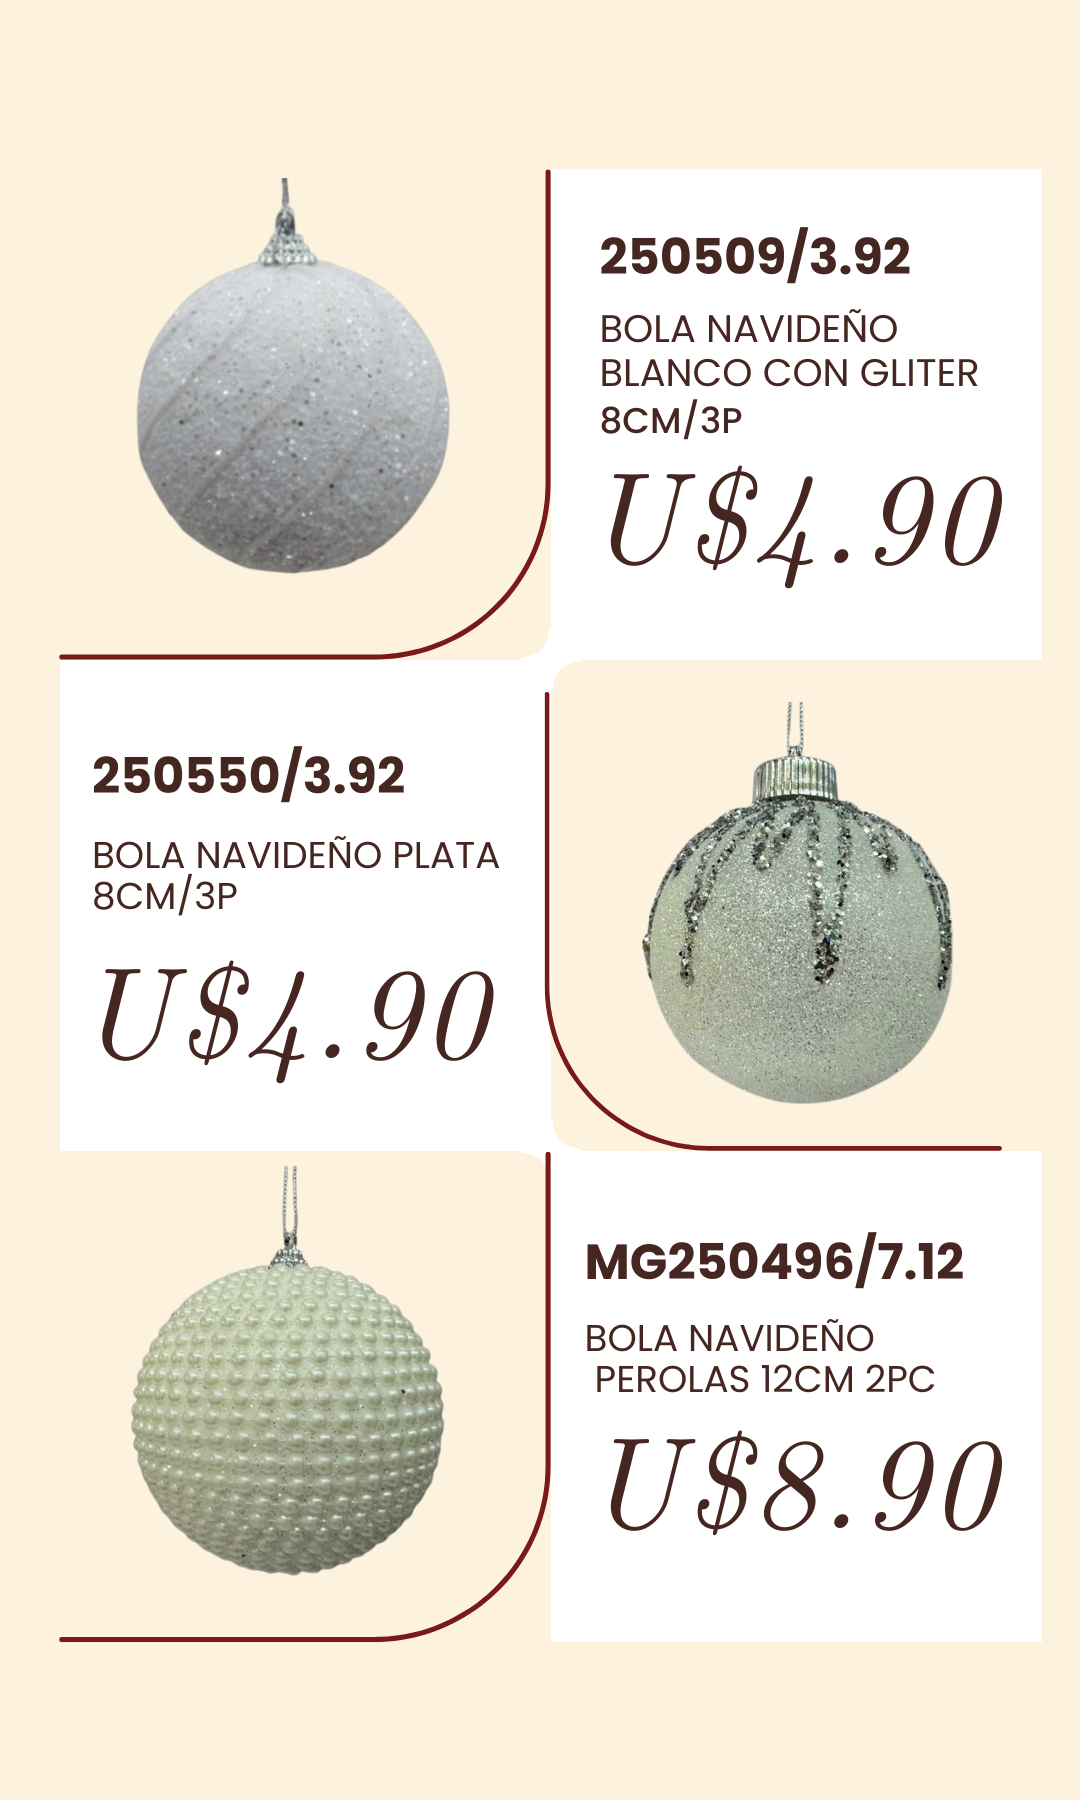 250509/3.92
BOLA NAVIDEÑO
BLANCO CON GLITER
8CM/3P
U$4.90
250550/3.92
BOLA NAVIDEÑO PLATA
8CM/3P
U$4.90
MG250496/7.12
BOLA NAVIDEÑO
PEROLAS 12CM 2PC
U$8.90